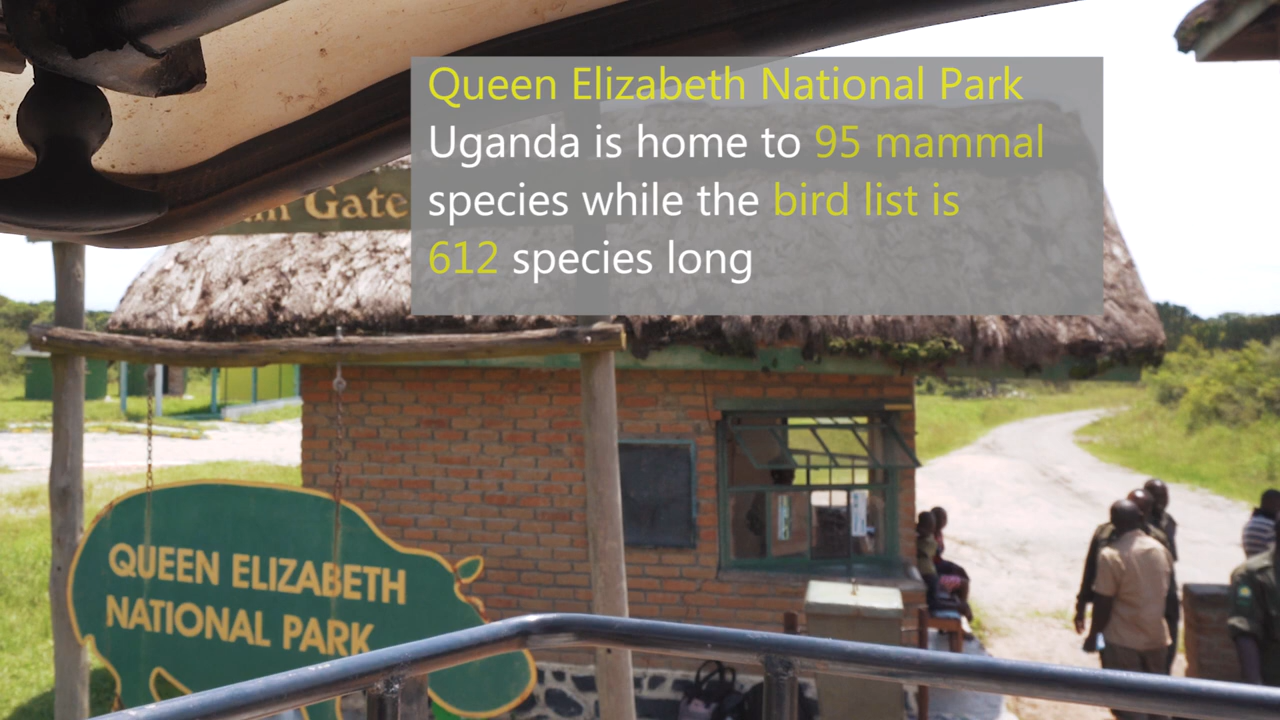 Queen Elizabeth National Park
Uganda is home to 95 mammal
species while the bird list is
612 species long
Gate
QUEEN ELIZABETH
NATIONAL PARK